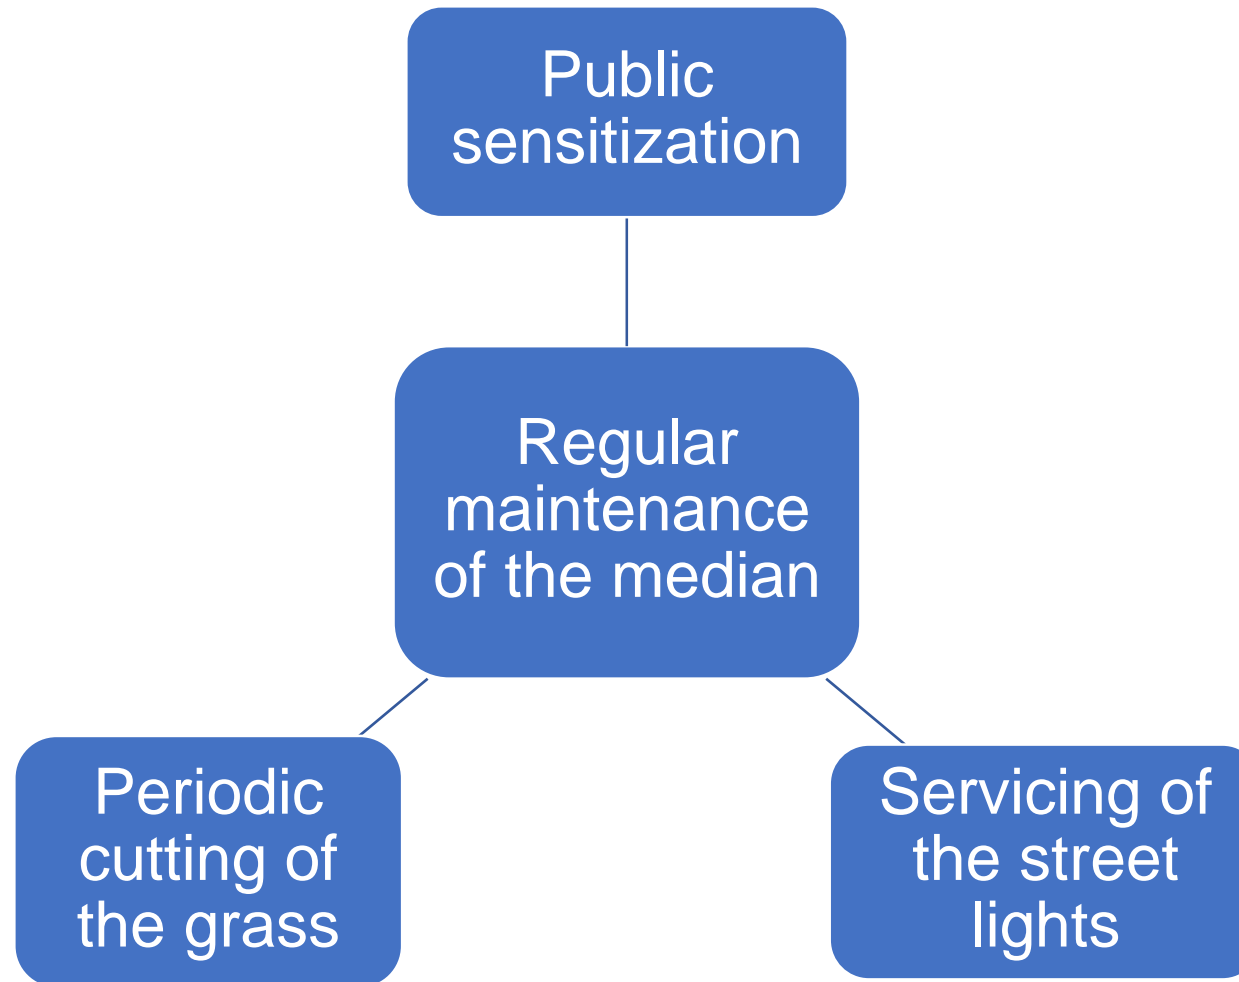 Public
sensitization
Regular
maintenance
of the median
Periodic
cutting of
the grass
Servicing of
the street
lights